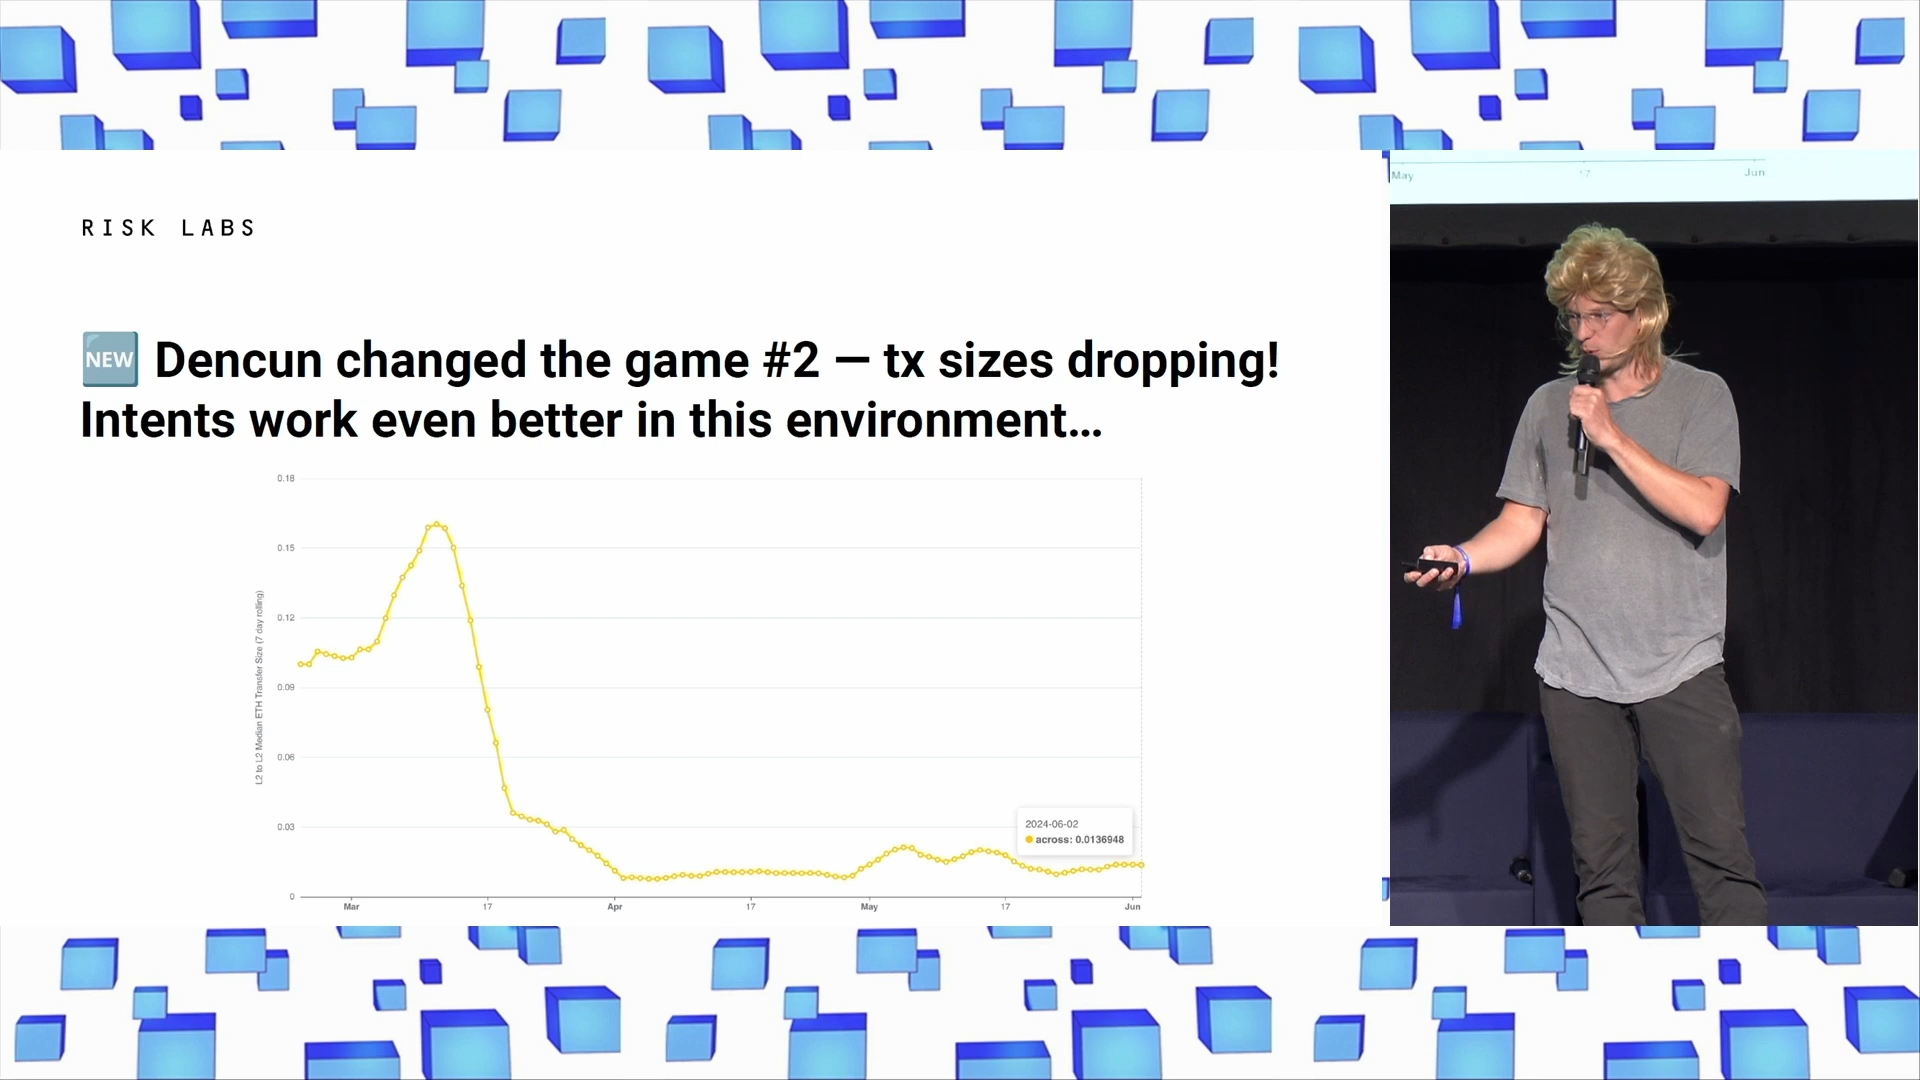 May 17 Jun
RISK LABS
NEW Dencun changed the game #2 — tx sizes dropping!
Intents work even better in this environment...
L2 to L2 Median ETH Transfer Size (7 day rolling)
0.18
0.15
0.12
0.09
0.06
0.03
0
2024-06-02
across: 0.0136948
Mar 17 Apr 17 May 17 Jun